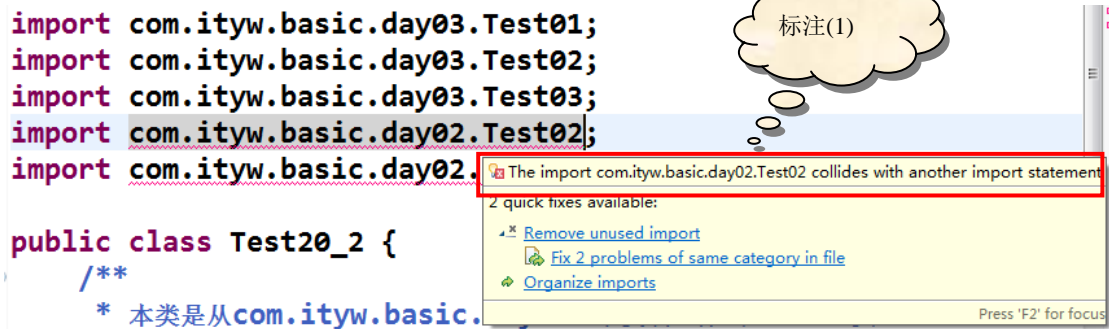 import com.ityw.basic.day03.Test01;
标注(1)
import com.ityw.basic.day03.Test02;
import com.ityw.basic.day03.Test03;
import com.ityw.basic.day02.Test02;
import com.ityw.basic.day02.
The import com.ityw.basic.day02.Test02 collides with another import statement
2 quick fixes available:
Remove unused import
Fix 2 problems of same category in file
Organize imports
Press 'F2' for focus
public class Test20_2 {
/**
* 本类是从com.ityw.basic.